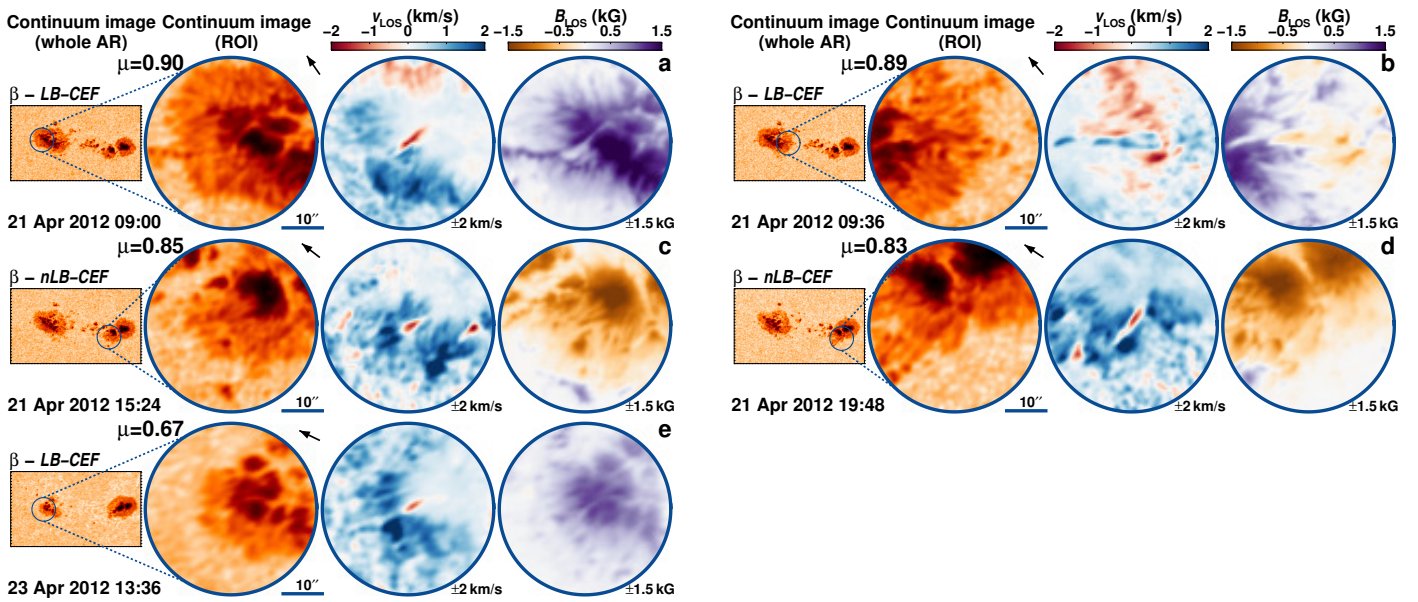 Continuum image Continuum image v_LOS (km/s) B_LOS (kG)
(whole AR) (ROI) −2 −1 0 1 2 −1.5 −0.5 0.5 1.5
μ=0.90 a
β − LB−CEF
21 Apr 2012 09:00 10″ ±2 km/s ±1.5 kG
μ=0.85 c
β − nLB−CEF
21 Apr 2012 15:24 10″ ±2 km/s ±1.5 kG
μ=0.67 e
β − LB−CEF
23 Apr 2012 13:36 10″ ±2 km/s ±1.5 kG
Continuum image Continuum image v_LOS (km/s) B_LOS (kG)
(whole AR) (ROI) −2 −1 0 1 2 −1.5 −0.5 0.5 1.5
μ=0.89 b
β − LB−CEF
21 Apr 2012 09:36 10″ ±2 km/s ±1.5 kG
μ=0.83 d
β − nLB−CEF
21 Apr 2012 19:48 10″ ±2 km/s ±1.5 kG